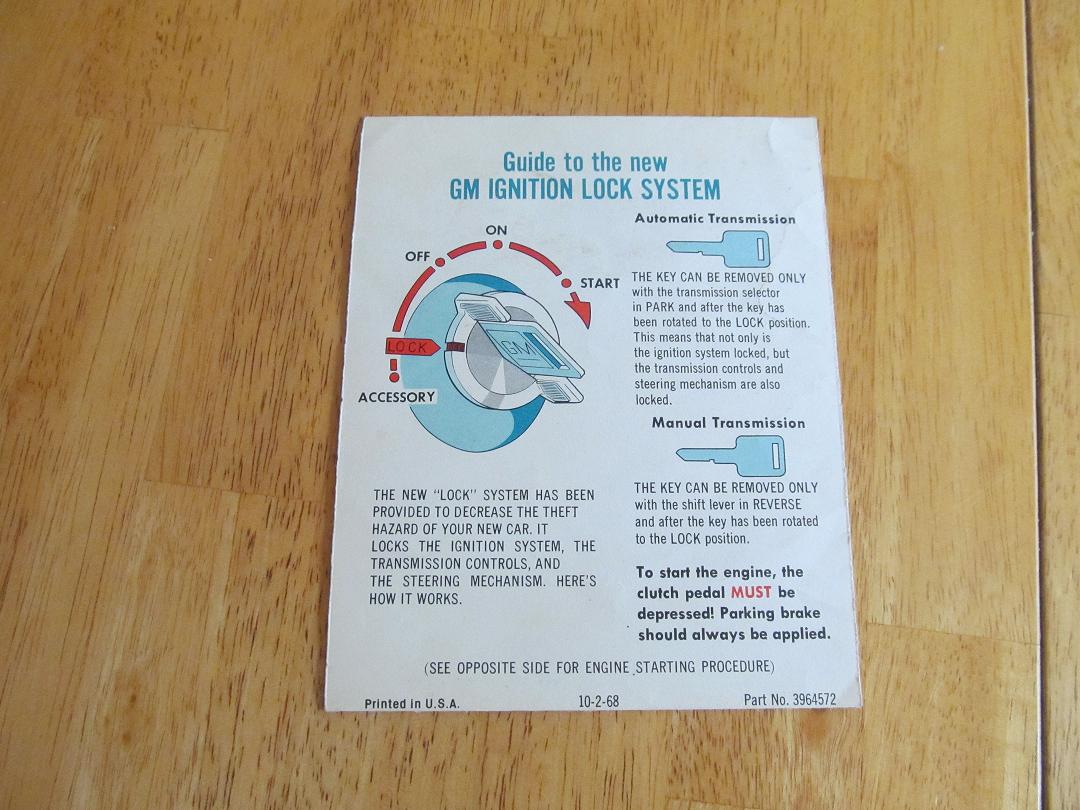 Guide to the new
GM IGNITION LOCK SYSTEM
ON
OFF
START
LOCK
ACCESSORY
GM
THE NEW "LOCK" SYSTEM HAS BEEN
PROVIDED TO DECREASE THE THEFT
HAZARD OF YOUR NEW CAR. IT
LOCKS THE IGNITION SYSTEM, THE
TRANSMISSION CONTROLS, AND
THE STEERING MECHANISM. HERE'S
HOW IT WORKS.
Automatic Transmission
THE KEY CAN BE REMOVED ONLY
with the transmission selector
in PARK and after the key has
been rotated to the LOCK position.
This means that not only is
the ignition system locked, but
the transmission controls and
steering mechanism are also
locked.
Manual Transmission
THE KEY CAN BE REMOVED ONLY
with the shift lever in REVERSE
and after the key has been rotated
to the LOCK position.
To start the engine, the
clutch pedal MUST be
depressed! Parking brake
should always be applied.
(SEE OPPOSITE SIDE FOR ENGINE STARTING PROCEDURE)
Printed in U.S.A.
10-2-68
Part No. 3964572